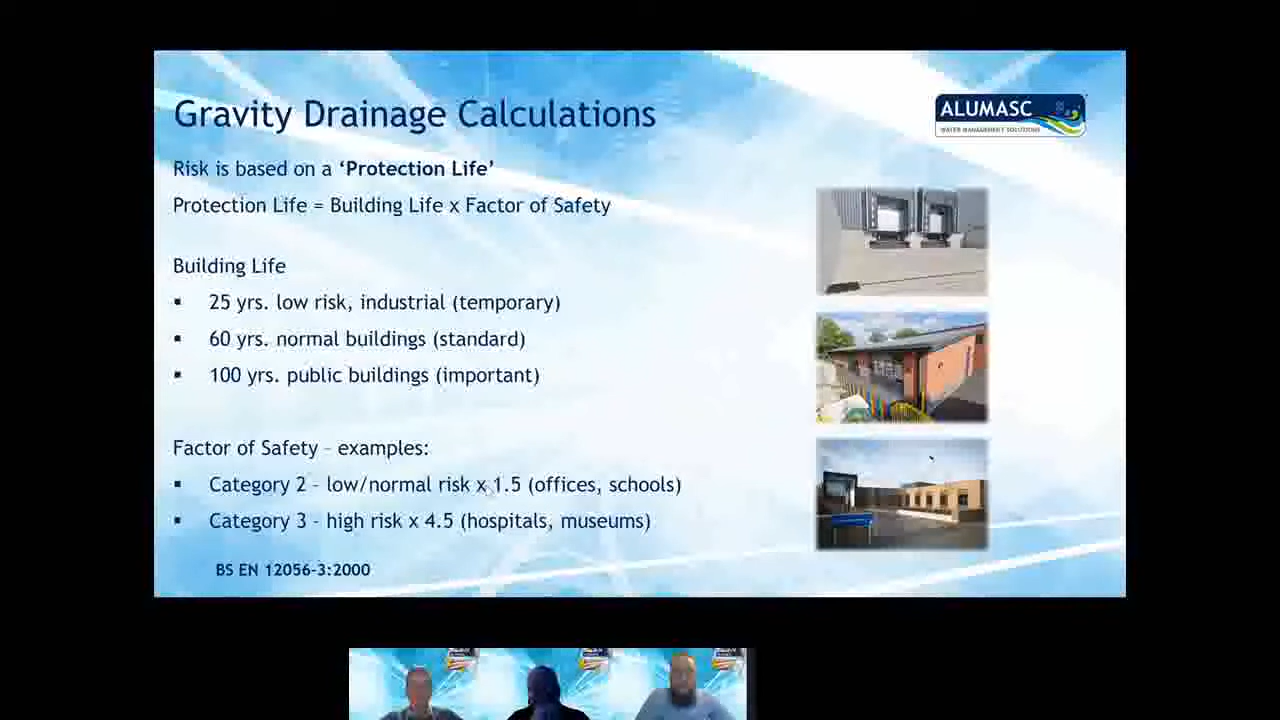 Gravity Drainage Calculations
ALUMASC
WATER MANAGEMENT SOLUTIONS
Risk is based on a ‘Protection Life’
Protection Life = Building Life x Factor of Safety
Building Life
▪ 25 yrs. low risk, industrial (temporary)
▪ 60 yrs. normal buildings (standard)
▪ 100 yrs. public buildings (important)
Factor of Safety – examples:
▪ Category 2 – low/normal risk x 1.5 (offices, schools)
▪ Category 3 - high risk x 4.5 (hospitals, museums)
BS EN 12056-3:2000